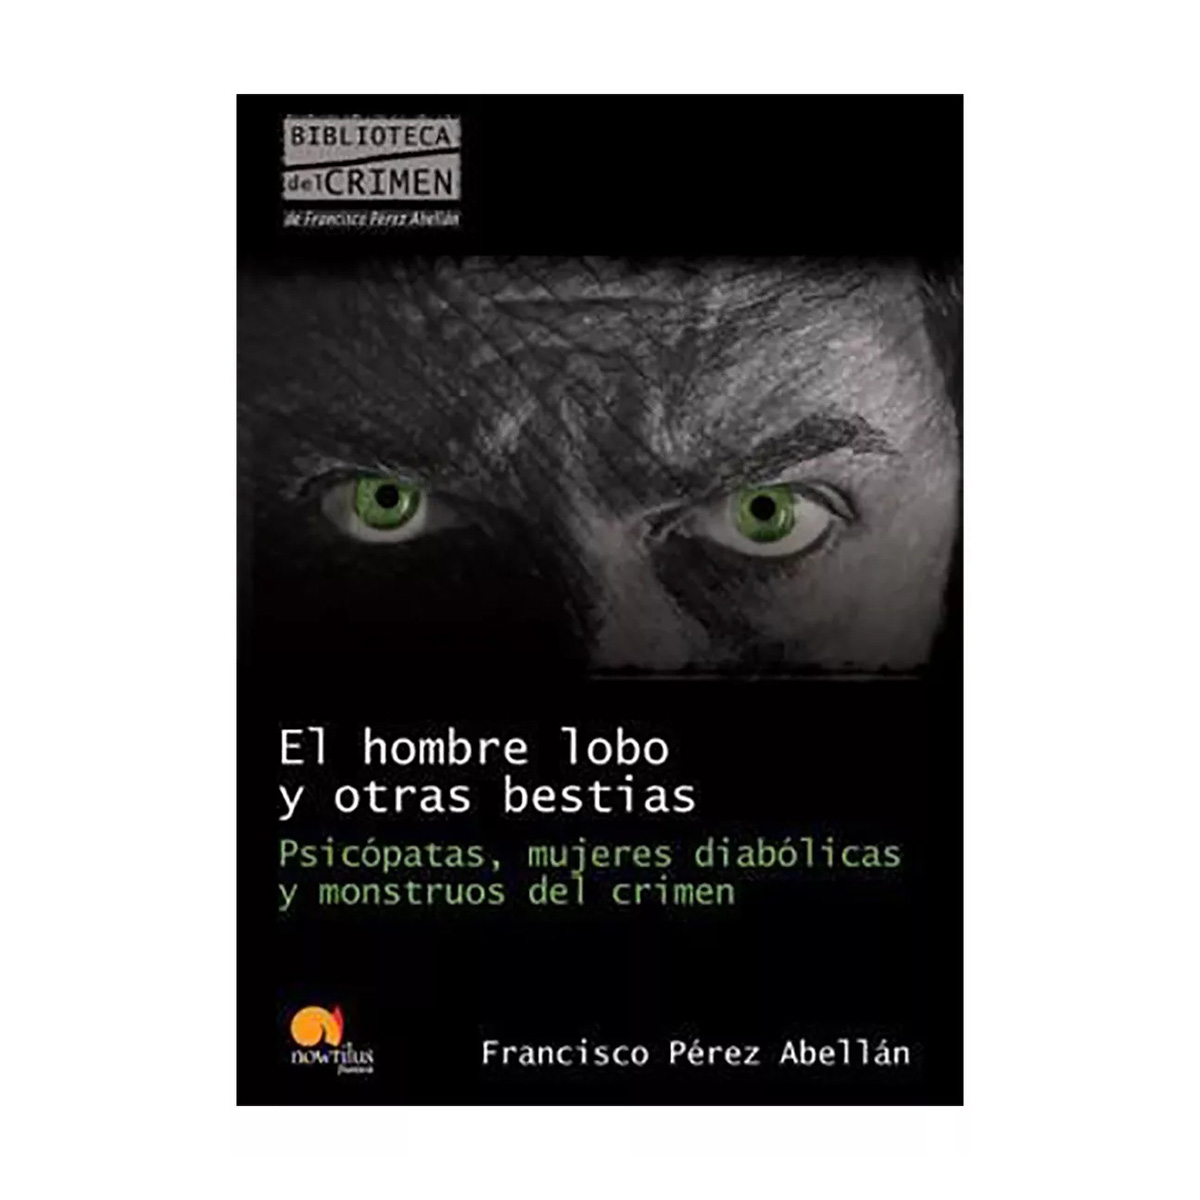 BIBLIOTECA
del CRIMEN
de Francisco Pérez Abellán
El hombre lobo
y otras bestias
Psicópatas, mujeres diabólicas
y monstruos del crimen
nowtilus
Francisco Pérez Abellán